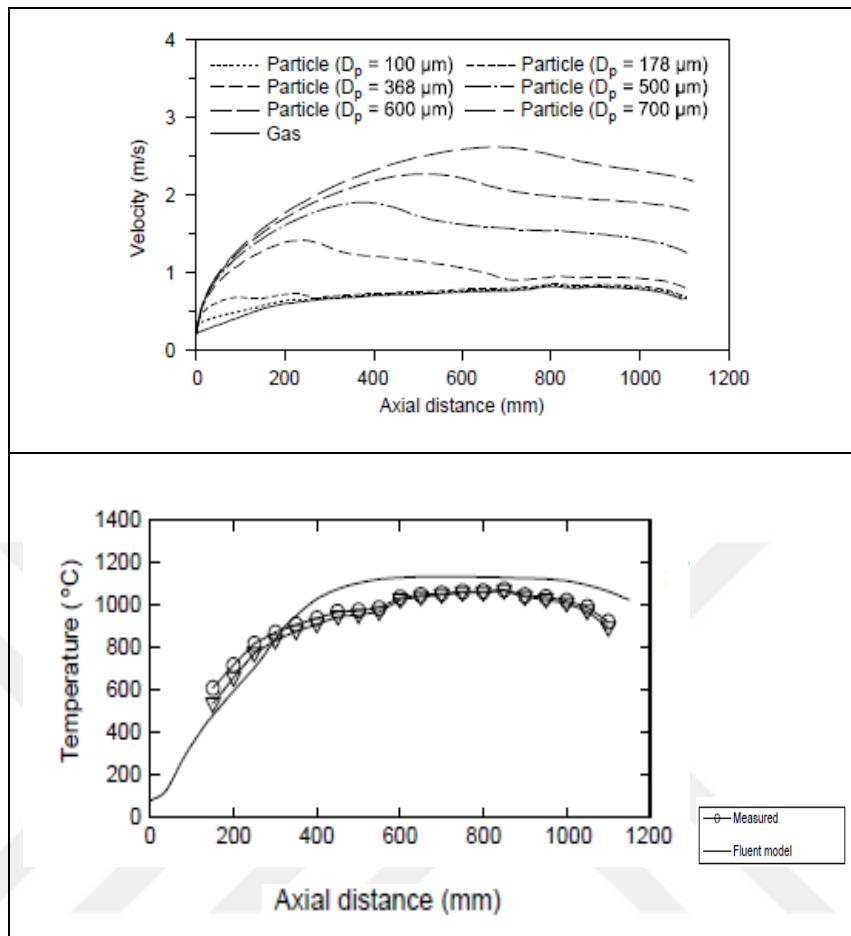 4
3
2
1
0
Velocity (m/s)
Particle (Dp = 100 µm) Particle (Dp = 178 µm)
Particle (Dp = 368 µm) Particle (Dp = 500 µm)
Particle (Dp = 600 µm) Particle (Dp = 700 µm)
Gas
0 200 400 600 800 1000 1200
Axial distance (mm)
1400
1200
1000
800
600
400
200
0
Temperature (°C)
0 200 400 600 800 1000 1200
Axial distance (mm)
Measured
Fluent model